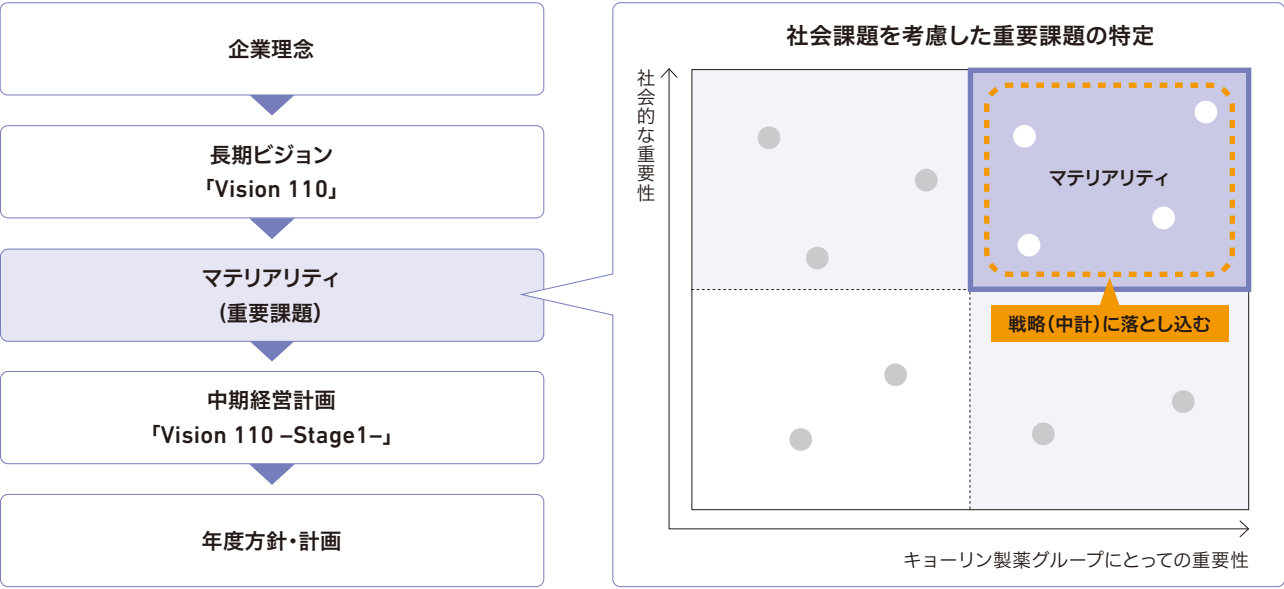 企業理念
長期ビジョン
「Vision 110」
マテリアリティ
(重要課題)
中期経営計画
「Vision 110 –Stage1–」
年度方針・計画
社会課題を考慮した重要課題の特定
社会的な重要性
マテリアリティ
戦略(中計)に落とし込む
キョーリン製薬グループにとっての重要性